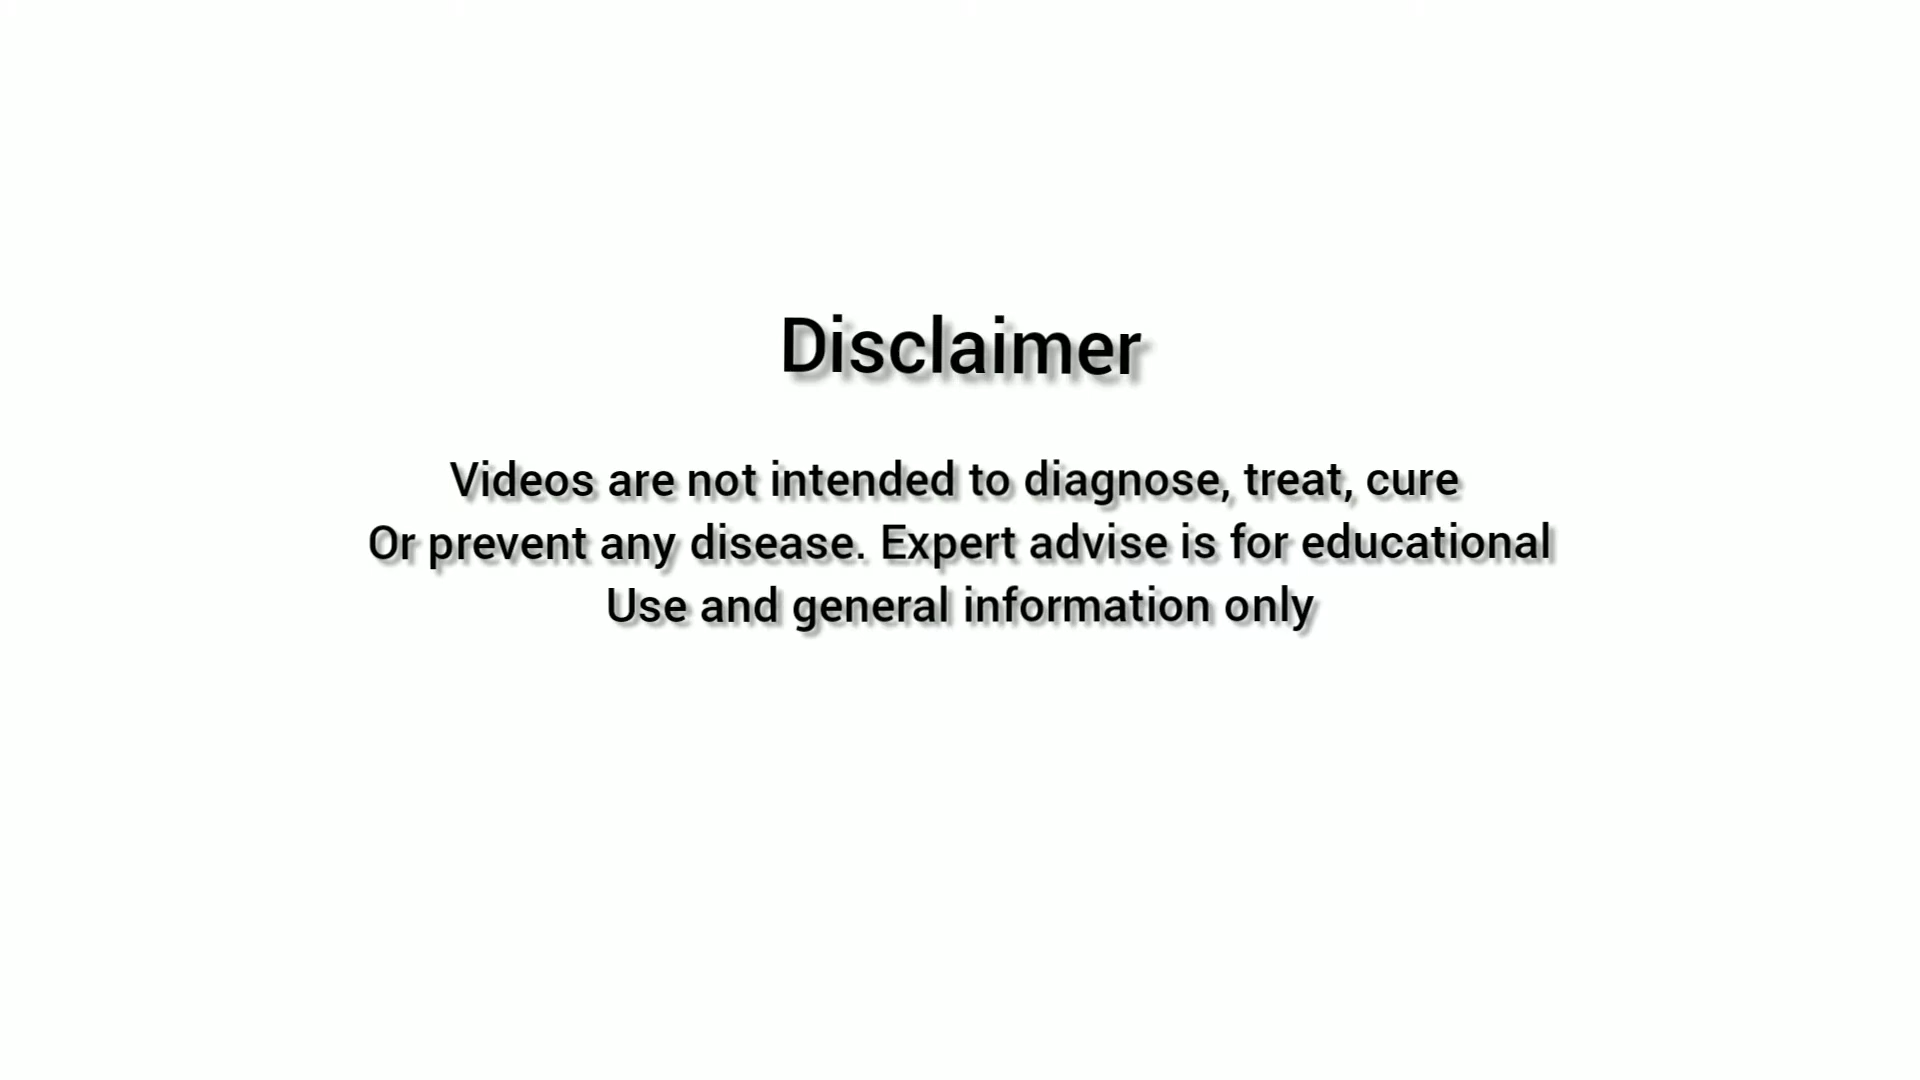 Disclaimer
Videos are not intended to diagnose, treat, cure
Or prevent any disease. Expert advise is for educational
Use and general information only